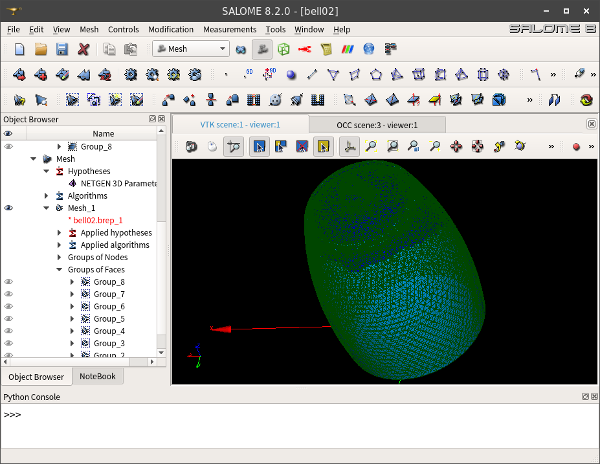 SALOME 8.2.0 - [bell02]
File Edit View Mesh Controls Modification Measurements Tools Window Help
SALOME 8
Mesh
Object Browser
Name
VTK scene:1 - viewer:1
OCC scene:3 - viewer:1
Group_8
Mesh
Hypotheses
NETGEN 3D Paramete
Algorithms
Mesh_1
* bell02.brep_1
Applied hypotheses
Applied algorithms
Groups of Nodes
Groups of Faces
Group_8
Group_7
Group_6
Group_5
Group_4
Group_3
Group_2
Object Browser
NoteBook
Python Console
>>>